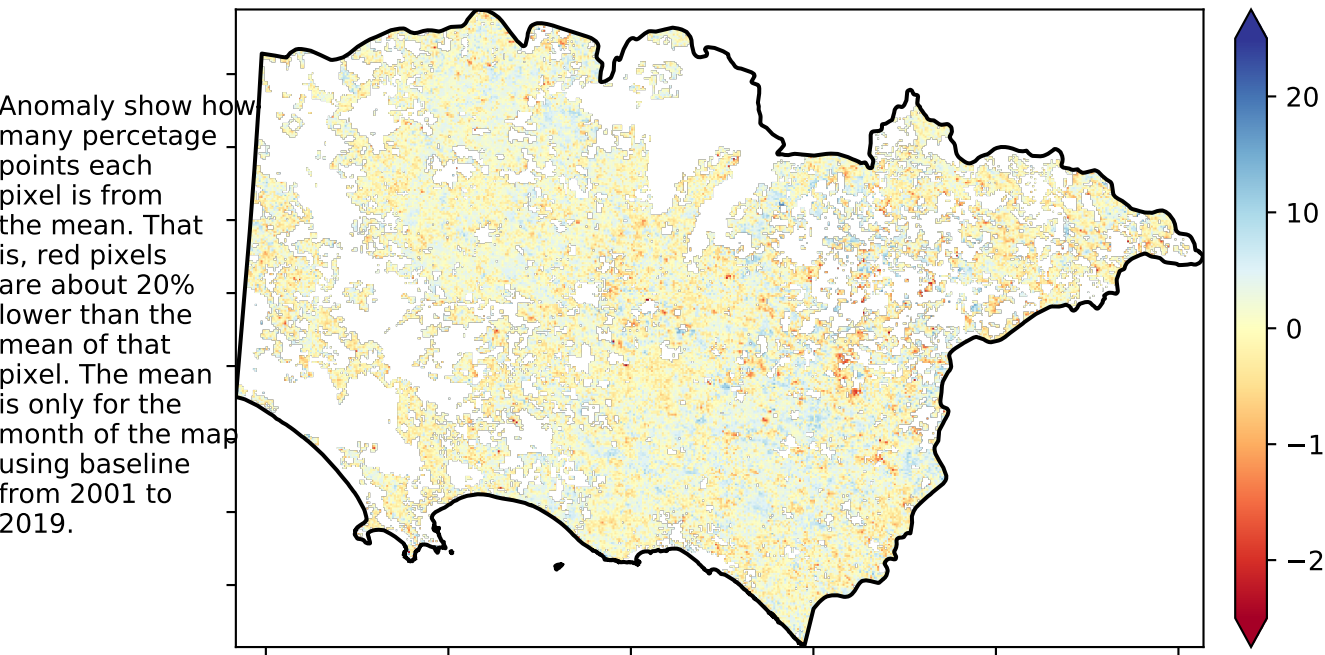 Anomaly show how
many percetage
points each
pixel is from
the mean. That
is, red pixels
are about 20%
lower than the
mean of that
pixel. The mean
is only for the
month of the map
using baseline
from 2001 to
2019.
20
10
0
−1
−2